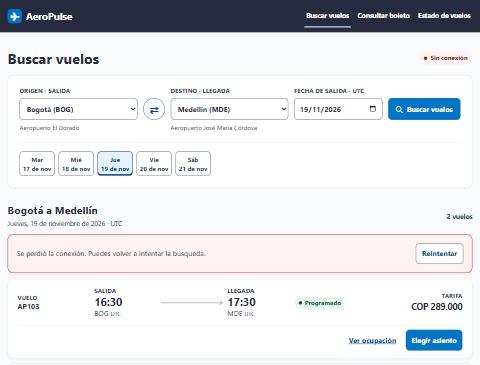 AeroPulse
Buscar vuelos Consultar boleto Estado de vuelos
Buscar vuelos
Sin conexión
ORIGEN · SALIDA
Bogotá (BOG)
Aeropuerto El Dorado
DESTINO · LLEGADA
Medellín (MDE)
Aeropuerto José María Córdova
FECHA DE SALIDA · UTC
19/11/2026
Buscar vuelos
Mar
17 de nov
Mié
18 de nov
Jue
19 de nov
Vie
20 de nov
Sáb
21 de nov
Bogotá a Medellín
Jueves, 19 de noviembre de 2026 · UTC
2 vuelos
Se perdió la conexión. Puedes volver a intentar la búsqueda.
Reintentar
VUELO
AP103
SALIDA
16:30
BOG UTC
LLEGADA
17:30
MDE UTC
Programado
TARIFA
COP 289.000
Ver ocupación
Elegir asiento